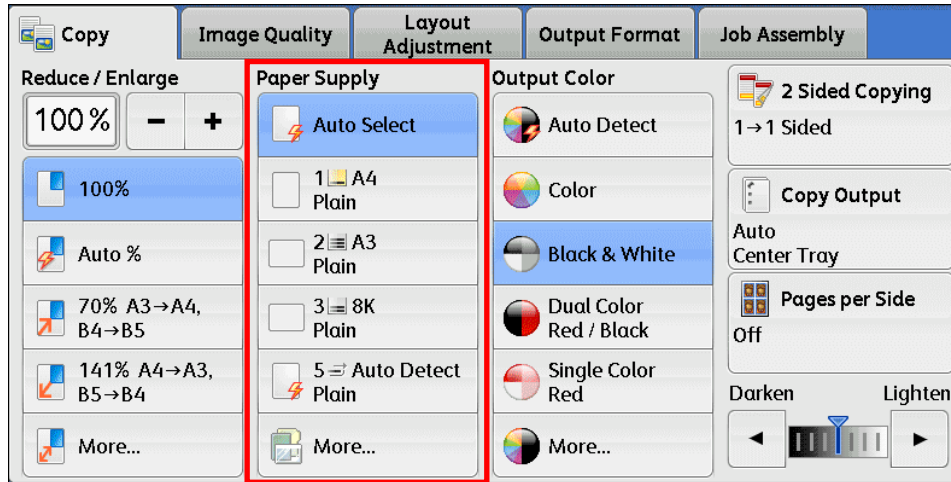 Copy
Image Quality
Layout
Adjustment
Output Format
Job Assembly
Reduce / Enlarge
100%
−
+
100%
Auto %
70% A3→A4,
B4→B5
141% A4→A3,
B5→B4
More...
Paper Supply
Auto Select
1 A4
Plain
2 A3
Plain
3 8K
Plain
5 Auto Detect
Plain
More...
Output Color
Auto Detect
Color
Black & White
Dual Color
Red / Black
Single Color
Red
More...
2 Sided Copying
1→1 Sided
Copy Output
Auto
Center Tray
Pages per Side
Off
Darken Lighten